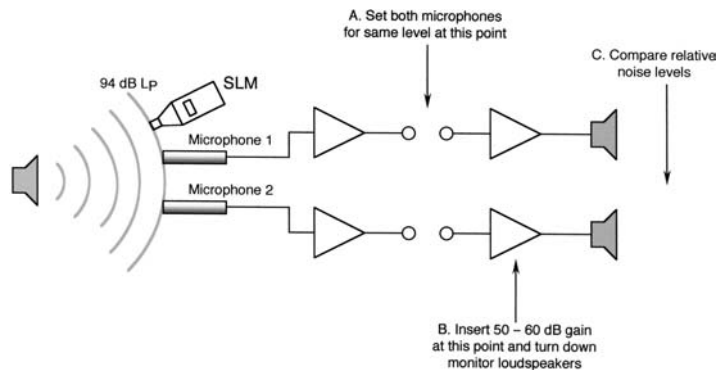 A. Set both microphones
for same level at this point
C. Compare relative
noise levels
94 dB LP
SLM
Microphone 1
Microphone 2
B. Insert 50 – 60 dB gain
at this point and turn down
monitor loudspeakers